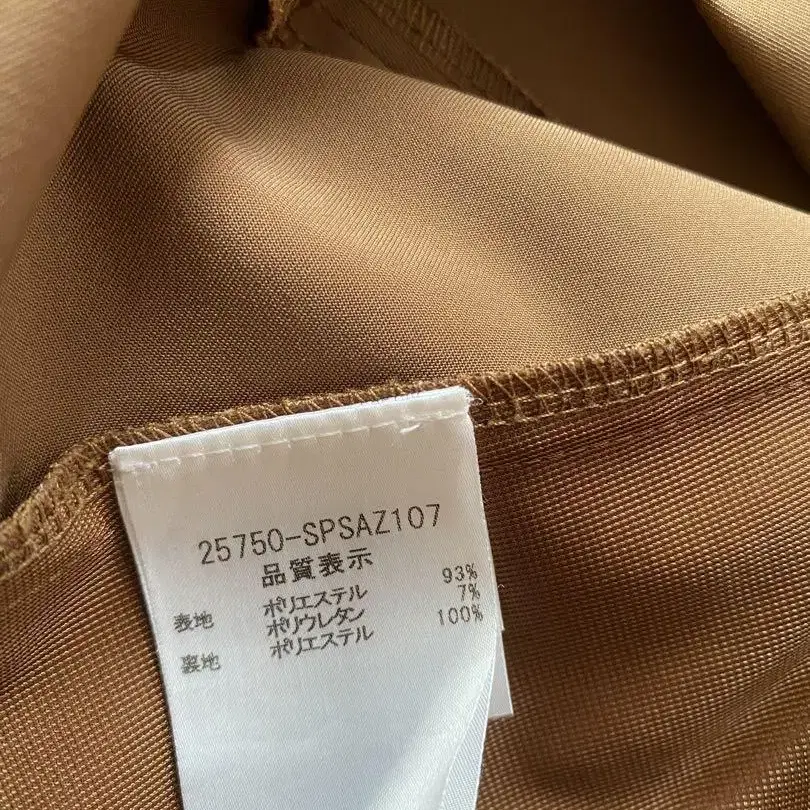 25750-SPSAZ107
品質表示
表地 ポリエステル 93%
ポリウレタン 7%
裏地 ポリエステル 100%